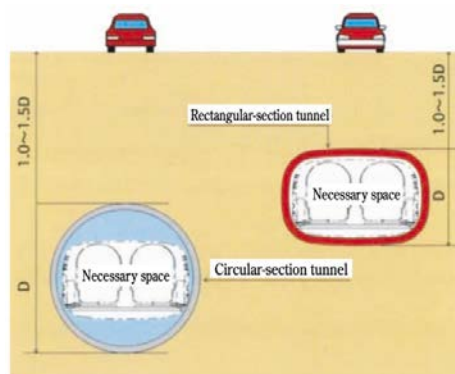 1.0～1.5D
1.0～1.5D
Rectangular-section tunnel
Necessary space
D
Necessary space
Circular-section tunnel
D